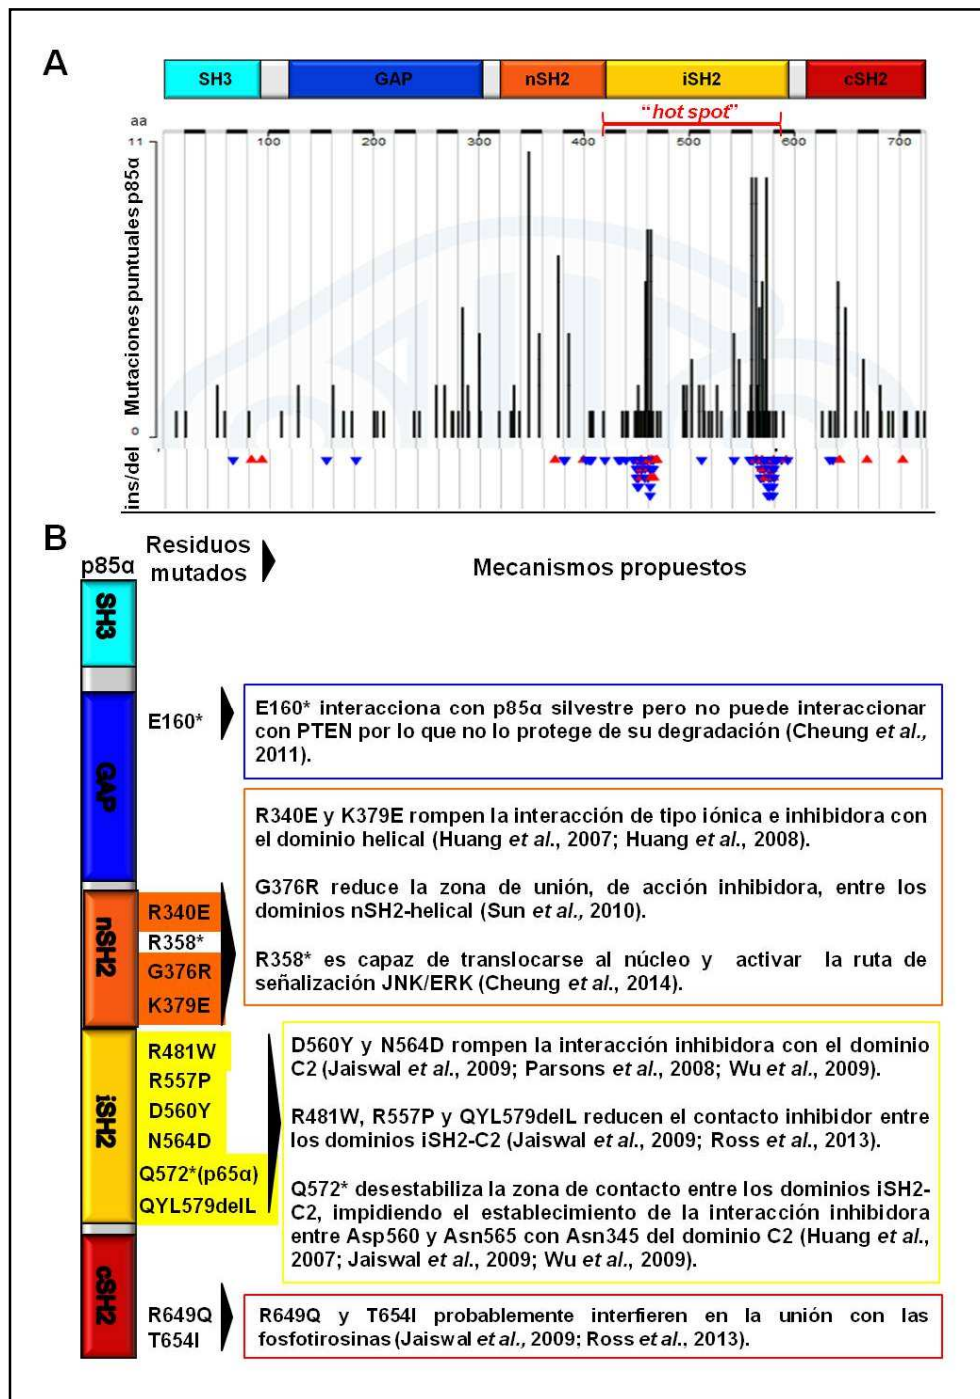 A
SH3 GAP nSH2 iSH2 cSH2
"hot spot"
aa
11 100 200 300 400 500 600 700
Mutaciones puntuales p85α
0
ins/del
B
p85α
Residuos
mutados
Mecanismos propuestos
SH3
GAP
nSH2
iSH2
cSH2
E160*
E160* interacciona con p85α silvestre pero no puede interaccionar
con PTEN por lo que no lo protege de su degradación (Cheung et al.,
2011).
R340E
R358*
G376R
K379E
R340E y K379E rompen la interacción de tipo iónica e inhibidora con
el dominio helical (Huang et al., 2007; Huang et al., 2008).
G376R reduce la zona de unión, de acción inhibidora, entre los
dominios nSH2-helical (Sun et al., 2010).
R358* es capaz de translocarse al núcleo y activar la ruta de
señalización JNK/ERK (Cheung et al., 2014).
R481W
R557P
D560Y
N564D
Q572*(p65α)
QYL579delL
D560Y y N564D rompen la interacción inhibidora con el dominio
C2 (Jaiswal et al., 2009; Parsons et al., 2008; Wu et al., 2009).
R481W, R557P y QYL579delL reducen el contacto inhibidor entre
los dominios iSH2-C2 (Jaiswal et al., 2009; Ross et al., 2013).
Q572* desestabiliza la zona de contacto entre los dominios iSH2-
C2, impidiendo el establecimiento de la interacción inhibidora
entre Asp560 y Asn565 con Asn345 del dominio C2 (Huang et al.,
2007; Jaiswal et al., 2009; Wu et al., 2009).
R649Q
T654I
R649Q y T654I probablemente interfieren en la unión con las
fosfotirosinas (Jaiswal et al., 2009; Ross et al., 2013).